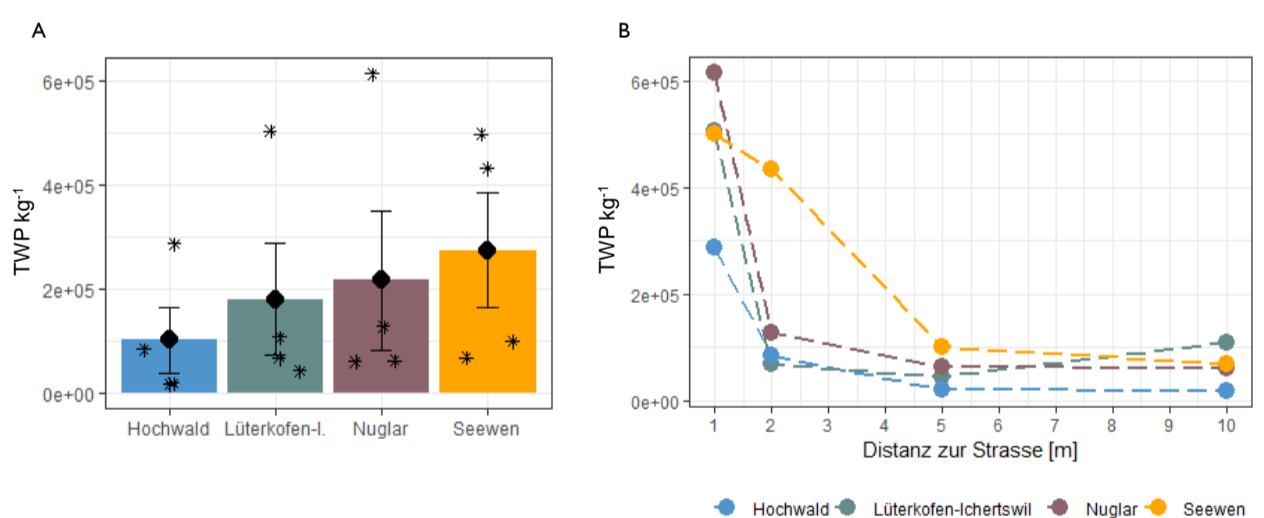 A
TWP kg-1
6e+05
4e+05
2e+05
0e+00
Hochwald Lüterkofen-I. Nuglar Seewen
B
TWP kg-1
6e+05
4e+05
2e+05
0e+00
1 2 3 4 5 6 7 8 9 10
Distanz zur Strasse [m]
Hochwald Lüterkofen-Ichertswil Nuglar Seewen